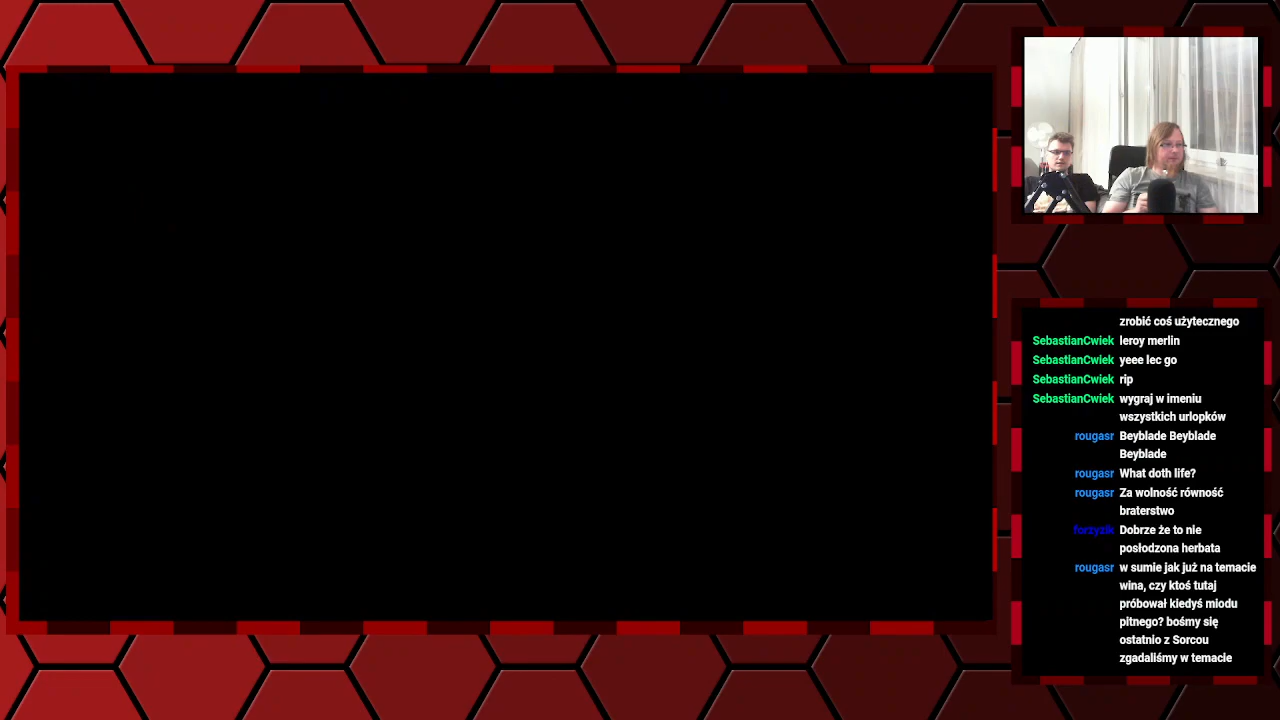 zrobić coś użytecznego
SebastianCwiek leroy merlin
SebastianCwiek yeee lec go
SebastianCwiek rip
SebastianCwiek wygraj w imeniu
wszystkich urlopków
rougasr Beyblade Beyblade
Beyblade
rougasr What doth life?
rougasr Za wolność równość
braterstwo
forzyzik Dobrze że to nie
posłodzona herbata
rougasr w sumie jak już na temacie
wina, czy ktoś tutaj
próbował kiedyś miodu
pitnego? bośmy się
ostatnio z Sorcou
zgadaliśmy w temacie